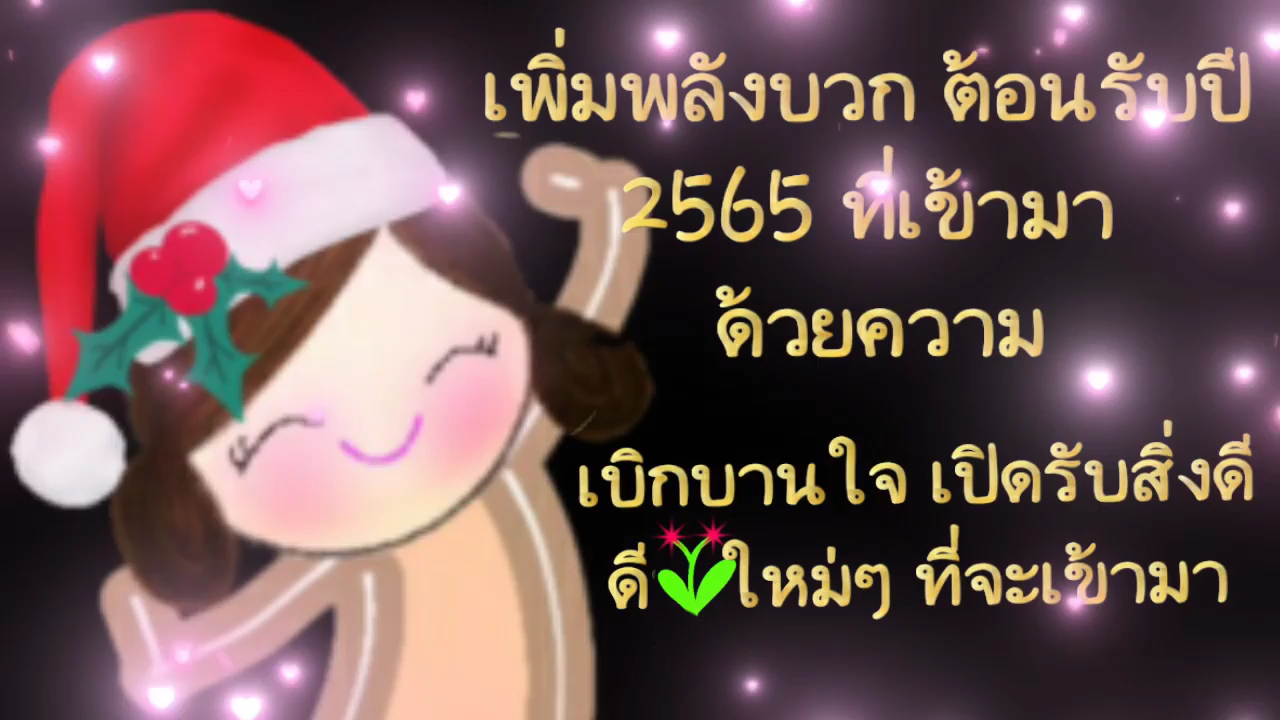 เพิ่มพลังบวก ต้อนรับปี
2565 ที่เข้ามา
ด้วยความ
เบิกบานใจ เปิดรับสิ่งดี
ดี ใหม่ๆ ที่จะเข้ามา